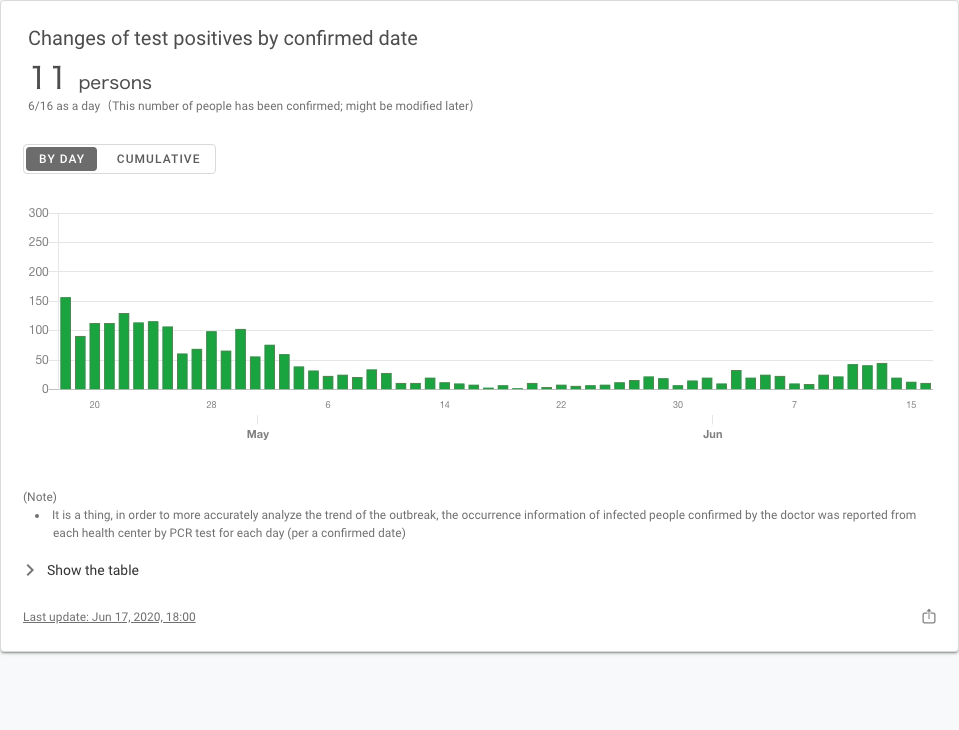 Changes of test positives by confirmed date
11 persons
6/16 as a day（This number of people has been confirmed; might be modified later）
BY DAY CUMULATIVE
300
250
200
150
100
50
0
20 28 6 14 22 30 7 15
May Jun
(Note)
• It is a thing, in order to more accurately analyze the trend of the outbreak, the occurrence information of infected people confirmed by the doctor was reported from
each health center by PCR test for each day (per a confirmed date)
Show the table
Last update: Jun 17, 2020, 18:00